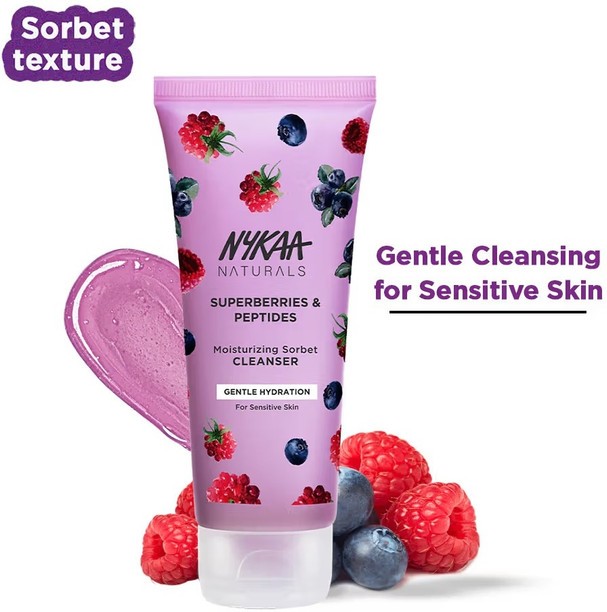 Sorbet
texture
NYKAA
NATURALS
SUPERBERRIES &
PEPTIDES
Moisturizing Sorbet
CLEANSER
GENTLE HYDRATION
For Sensitive Skin
Gentle Cleansing
for Sensitive Skin